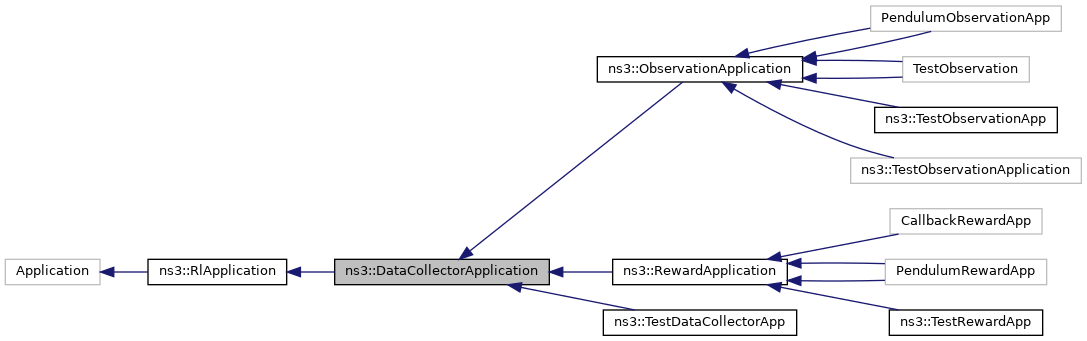 PendulumObservationApp
ns3::ObservationApplication
TestObservation
ns3::TestObservationApp
ns3::TestObservationApplication
CallbackRewardApp
Application
ns3::RlApplication
ns3::DataCollectorApplication
ns3::RewardApplication
PendulumRewardApp
ns3::TestDataCollectorApp
ns3::TestRewardApp